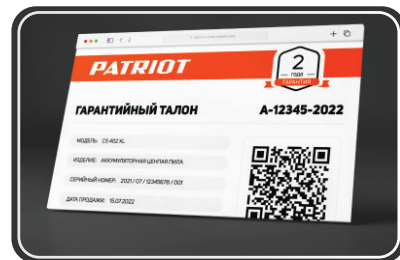 PATRIOT
2
ГОДА
ГАРАНТИЯ
ГАРАНТИЙНЫЙ ТАЛОН
А-12345-2022
МОДЕЛЬ: CS 402 XL
ИЗДЕЛИЕ: АККУМУЛЯТОРНАЯ ЦЕПНАЯ ПИЛА
СЕРИЙНЫЙ НОМЕР: 2021 / 07 / 12345678 / 001
ДАТА ПРОДАЖИ: 15.07.2022